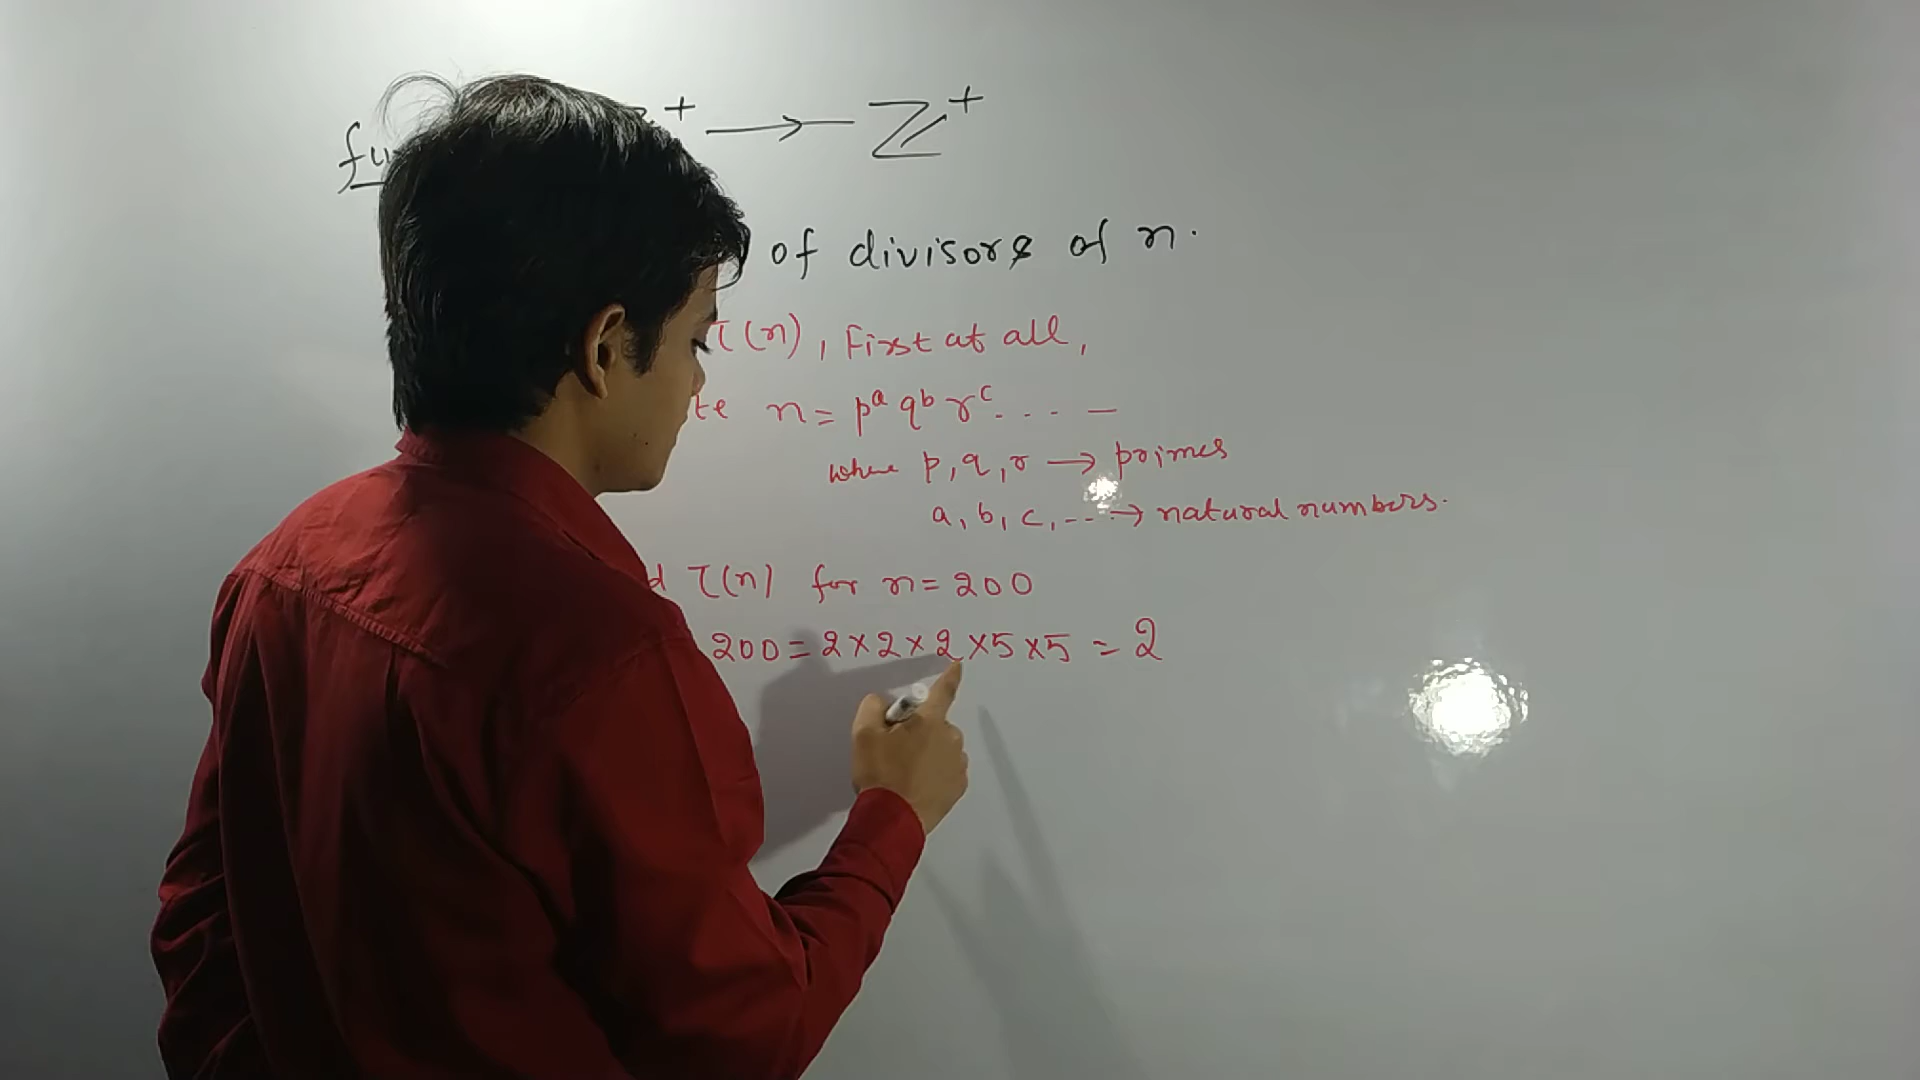 fu + → Z⁺
of divisors of n.
τ(n), First at all,
te n = pᵃ qᵇ rᶜ.... —
where p, q, r → primes
a, b, c, ... → natural numbers.
d τ(n) for n = 200
200 = 2×2×2×5×5 = 2